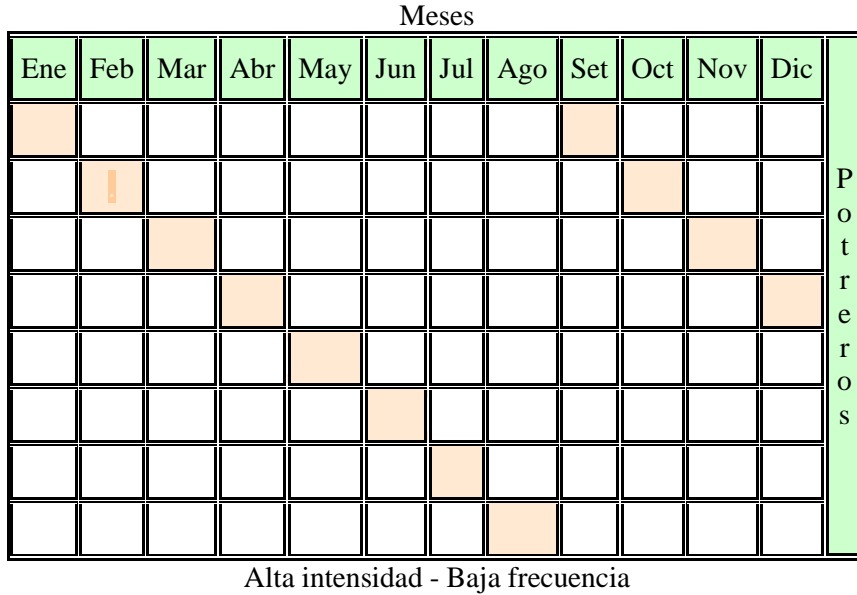 Meses
Ene Feb Mar Abr May Jun Jul Ago Set Oct Nov Dic
!
P
o
t
r
e
r
o
s
Alta intensidad - Baja frecuencia